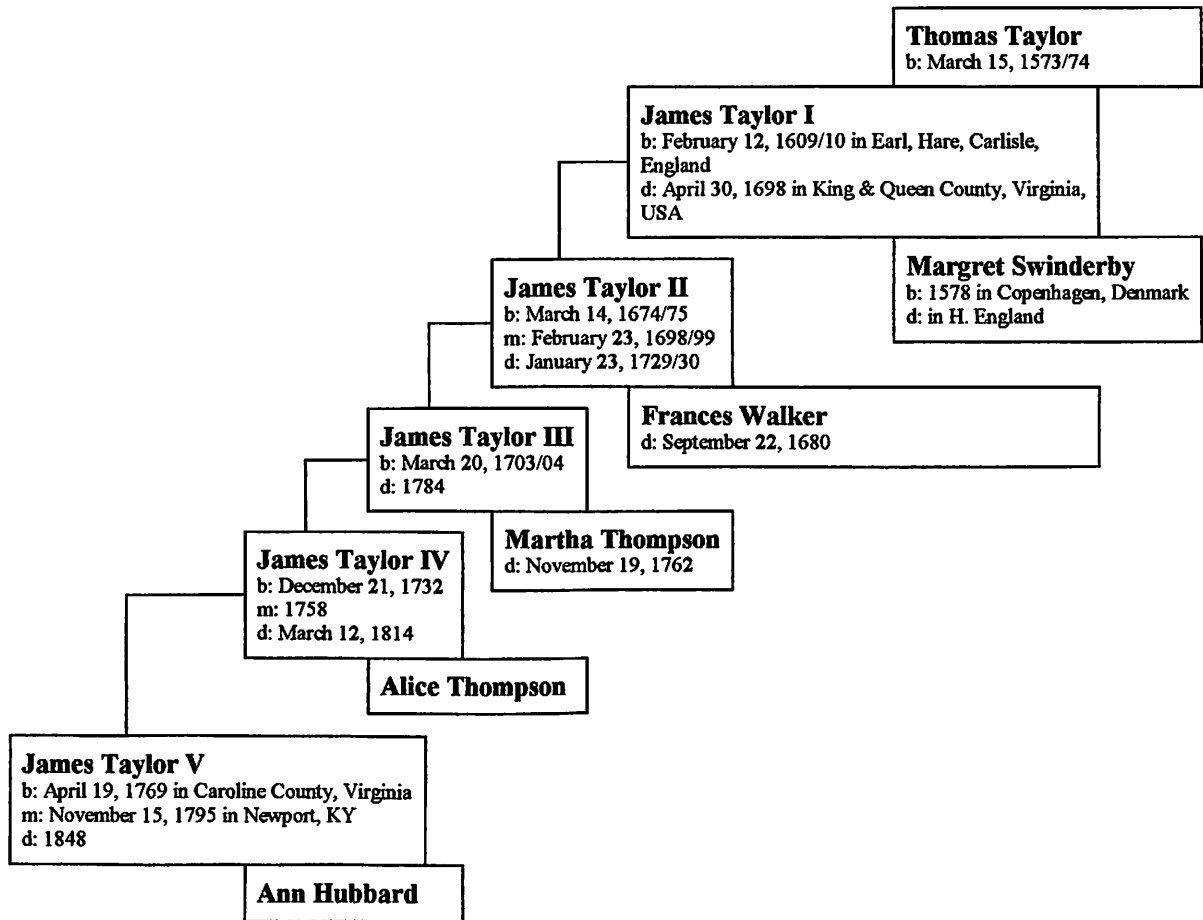 Thomas Taylor
b: March 15, 1573/74
James Taylor I
b: February 12, 1609/10 in Earl, Hare, Carlisle,
England
d: April 30, 1698 in King & Queen County, Virginia,
USA
Margret Swinderby
b: 1578 in Copenhagen, Denmark
d: in H. England
James Taylor II
b: March 14, 1674/75
m: February 23, 1698/99
d: January 23, 1729/30
Frances Walker
d: September 22, 1680
James Taylor III
b: March 20, 1703/04
d: 1784
Martha Thompson
d: November 19, 1762
James Taylor IV
b: December 21, 1732
m: 1758
d: March 12, 1814
Alice Thompson
James Taylor V
b: April 19, 1769 in Caroline County, Virginia
m: November 15, 1795 in Newport, KY
d: 1848
Ann Hubbard